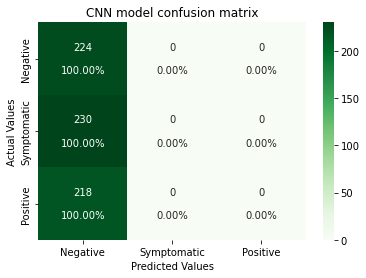 CNN model confusion matrix
Actual Values
Negative
224
0
0
100.00%
0.00%
0.00%
Symptomatic
230
0
0
100.00%
0.00%
0.00%
Positive
218
0
0
100.00%
0.00%
0.00%
Negative
Symptomatic
Positive
Predicted Values
200
150
100
50
0